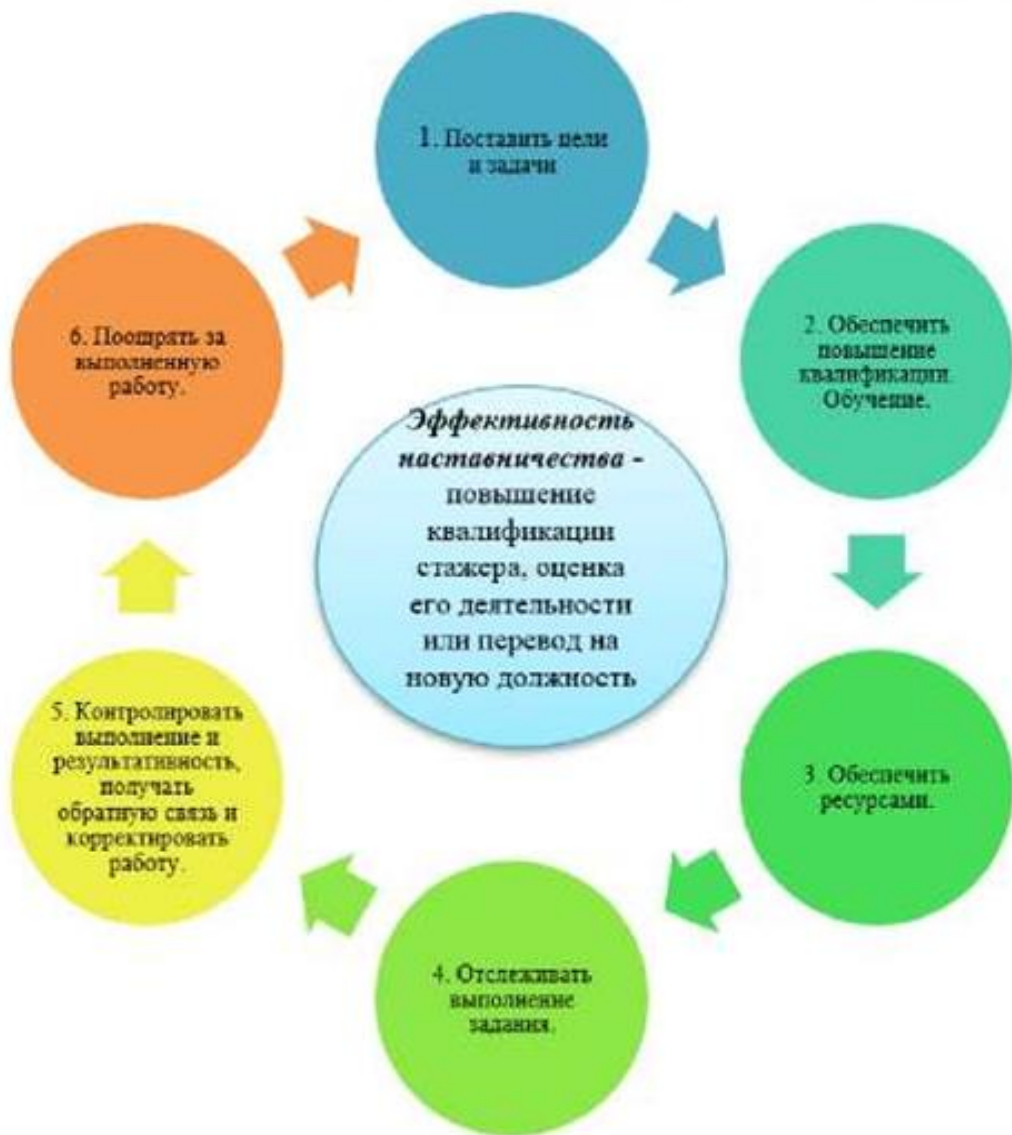 1. Поставить цели
и задачи
2. Обеспечить
повышение
квалификации.
Обучение.
3. Обеспечить
ресурсами.
4. Отслеживать
выполнение
задания.
5. Контролировать
выполнение и
результативность,
получать
обратную связь и
корректировать
работу.
6. Поощрять за
выполненную
работу.
Эффективность
наставничества -
повышение
квалификации
стажера, оценка
его деятельности
или перевод на
новую должность